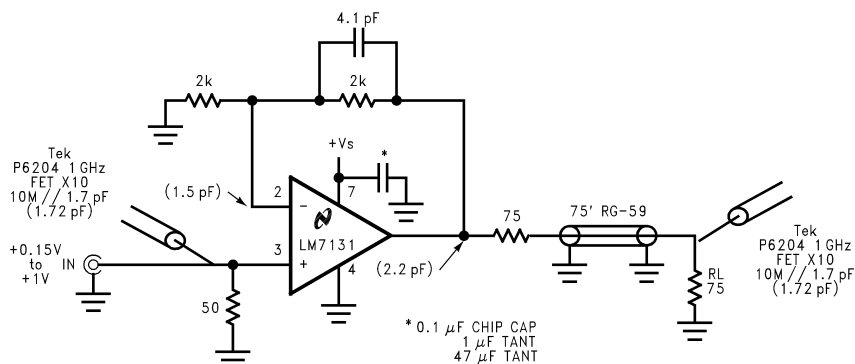 4.1 pF
2k
2k
+Vs
*
7
Tek
P6204 1 GHz
FET X10
10M // 1.7 pF
(1.72 pF)
(1.5 pF)
2
−
LM7131
3
+
4
+0.15V
to
+1V
IN
50
(2.2 pF)
75
75' RG-59
Tek
P6204 1 GHz
FET X10
10M // 1.7 pF
(1.72 pF)
RL
75
* 0.1 μF CHIP CAP
1 μF TANT
47 μF TANT